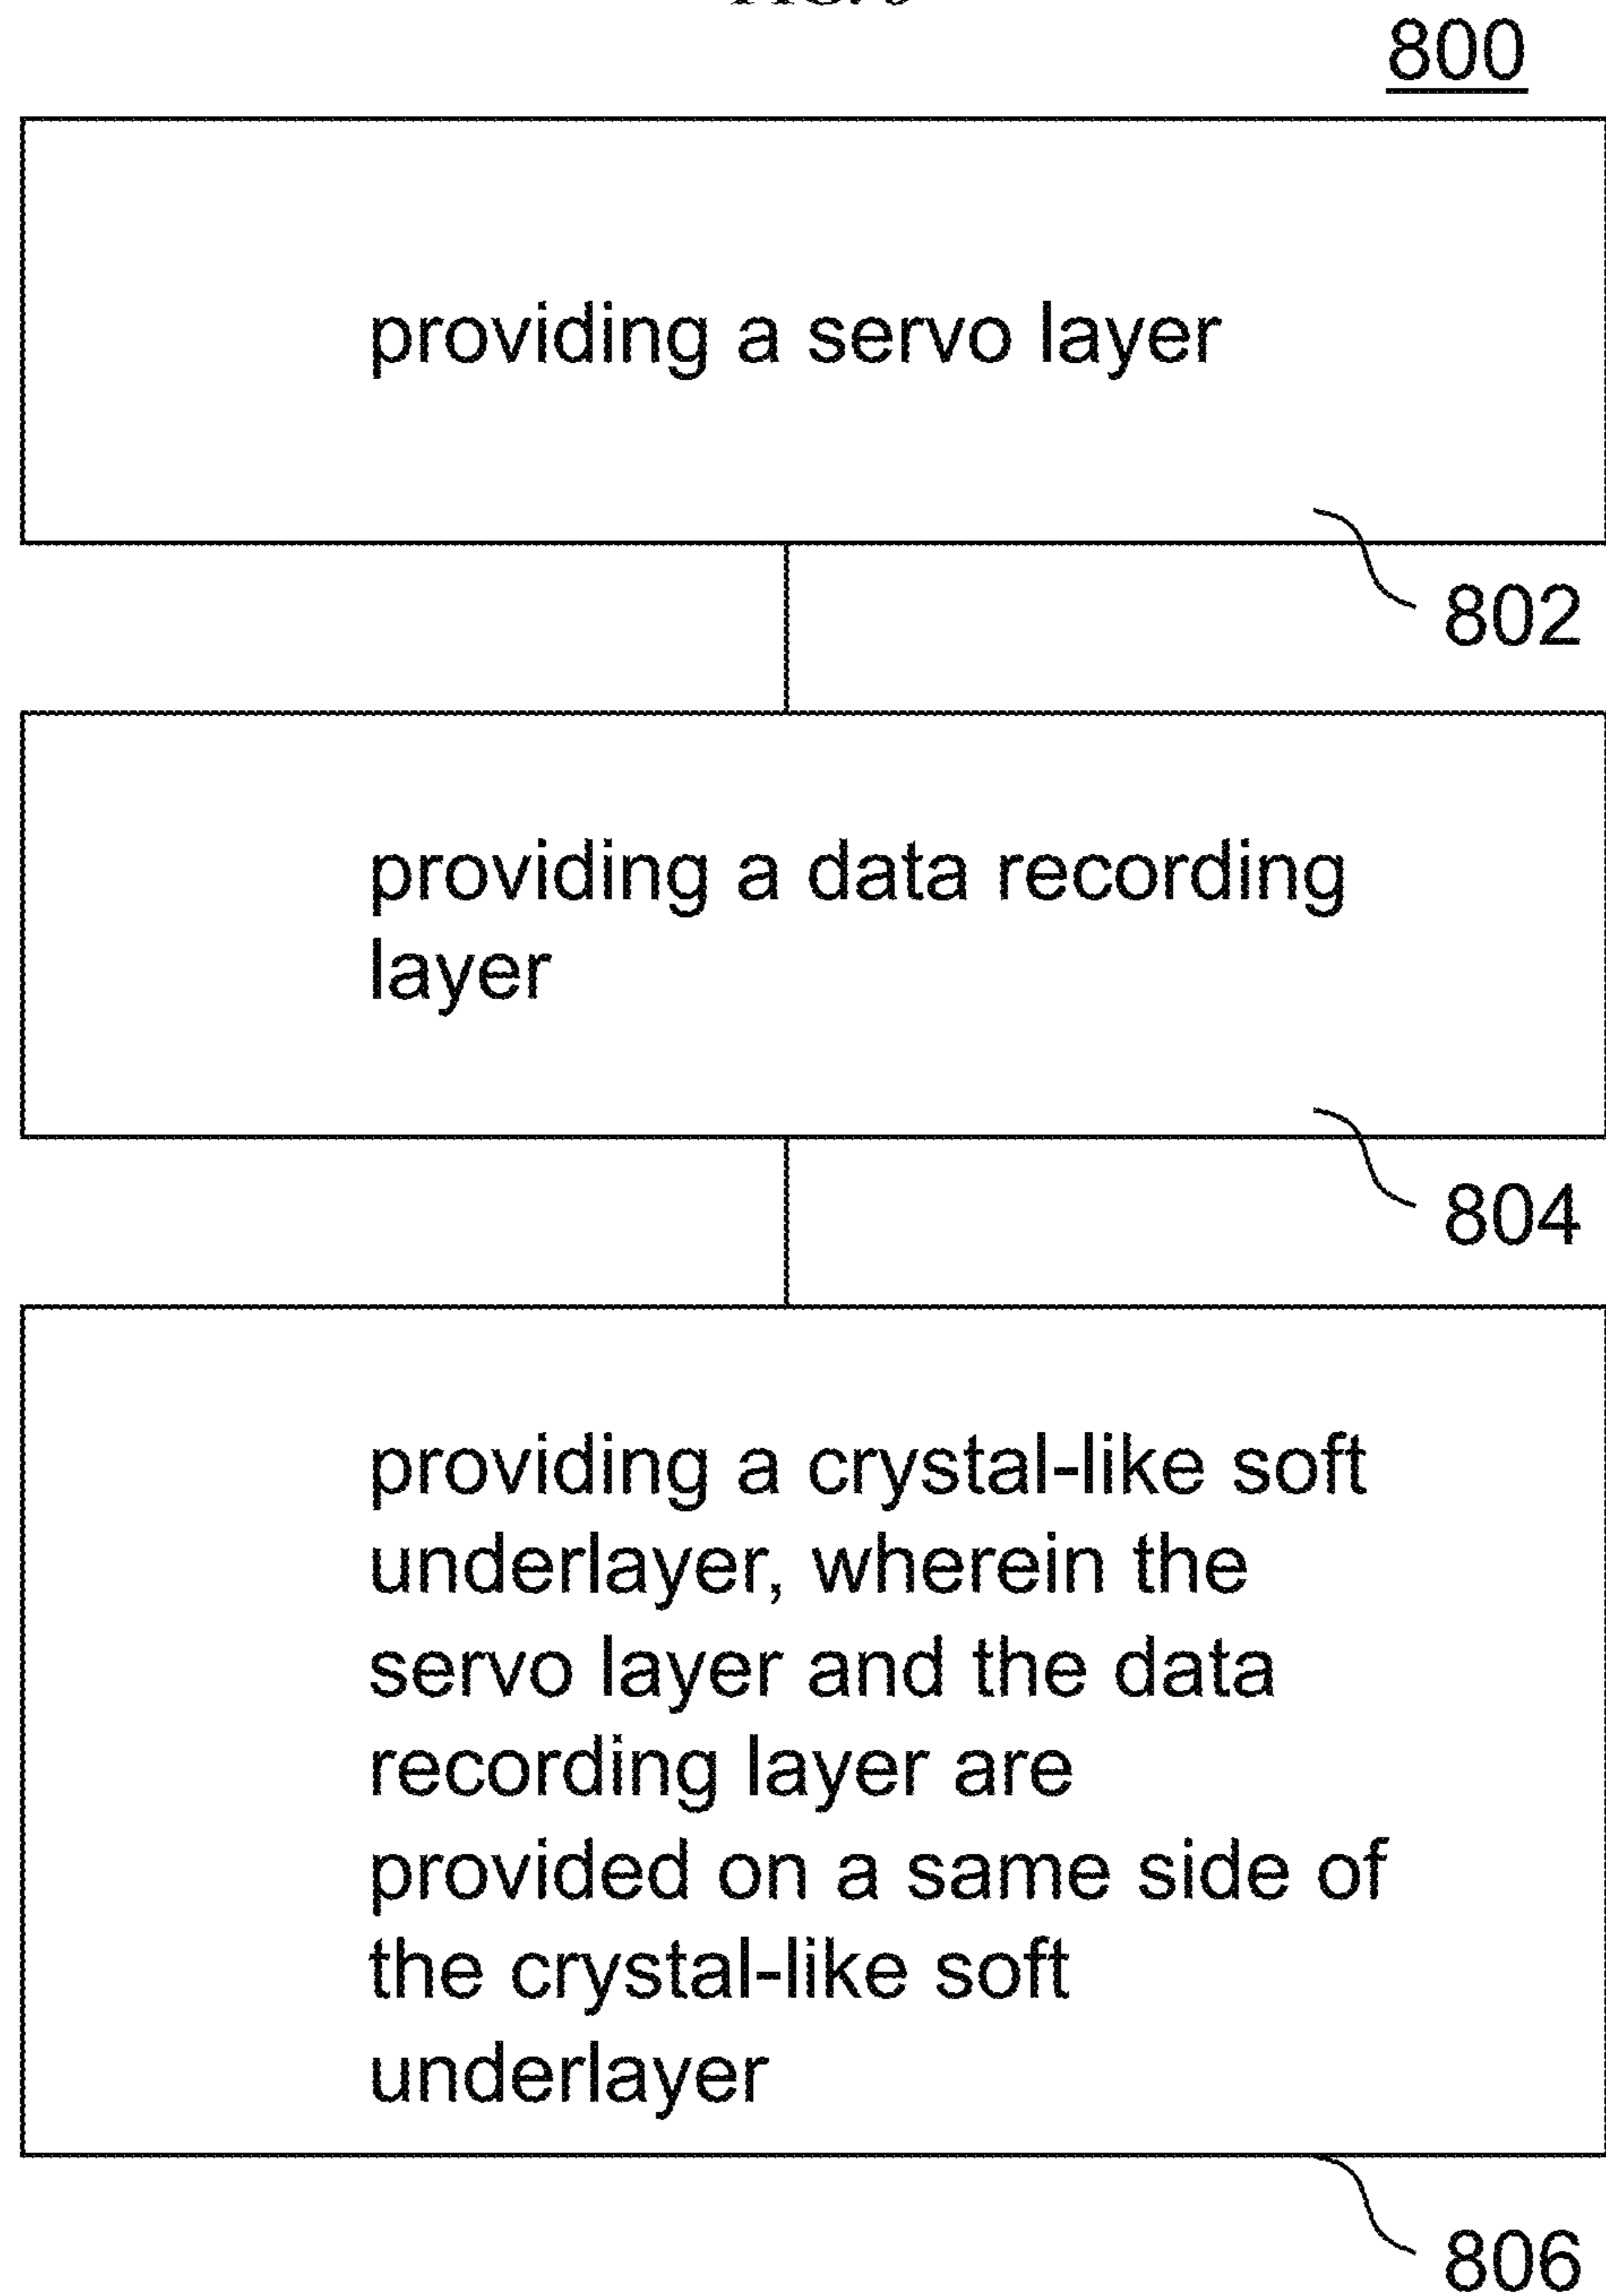 800
providing a servo layer
802
providing a data recording
layer
804
providing a crystal-like soft
underlayer, wherein the
servo layer and the data
recording layer are
provided on a same side of
the crystal-like soft
underlayer
806